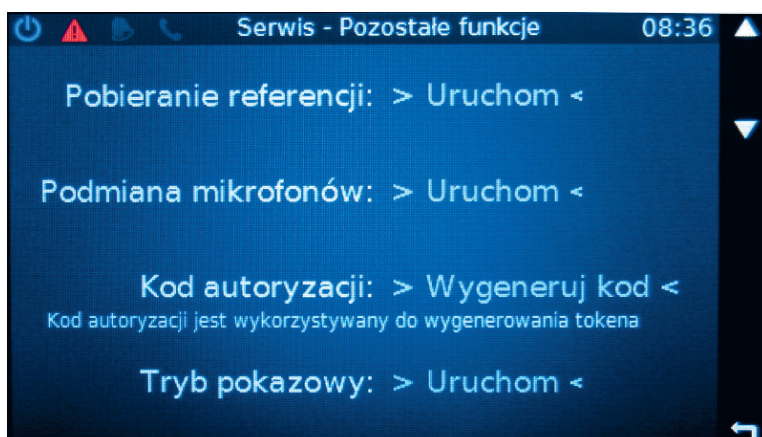 Serwis - Pozostałe funkcje 08:36
Pobieranie referencji: > Uruchom <
Podmiana mikrofonów: > Uruchom <
Kod autoryzacji: > Wygeneruj kod <
Kod autoryzacji jest wykorzystywany do wygenerowania tokena
Tryb pokazowy: > Uruchom <